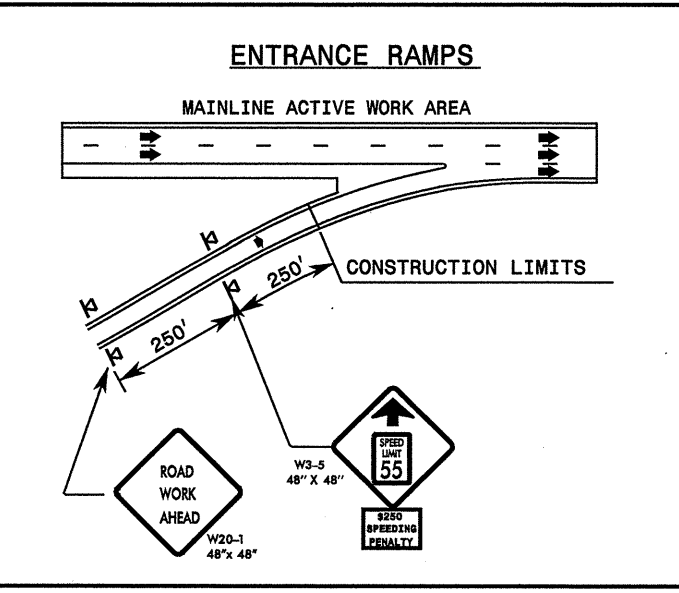 ENTRANCE RAMPS
MAINLINE ACTIVE WORK AREA
CONSTRUCTION LIMITS
250'
250'
ROAD
WORK
AHEAD
W20-1
48"x 48"
W3-5
48" X 48"
SPEED
LIMIT
55
$250
SPEEDING
PENALTY